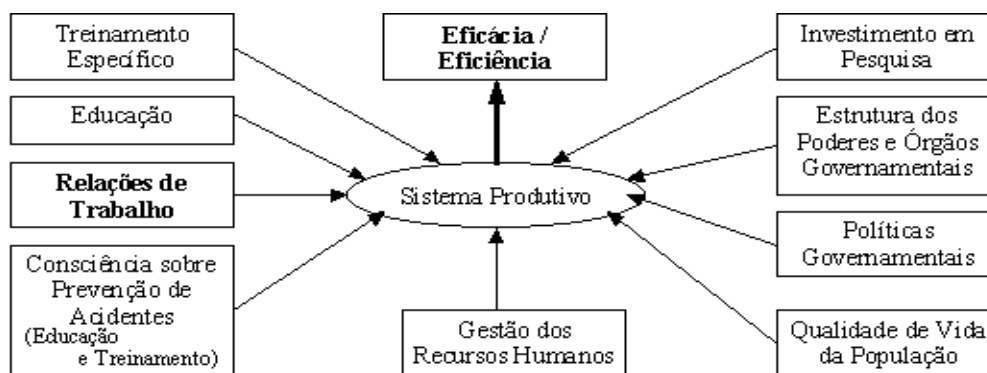 Treinamento
Específico
Educação
Relações de
Trabalho
Consciência sobre
Prevenção de
Acidentes
(Educação
e Treinamento)
Eficácia /
Eficiência
Sistema Produtivo
Gestão dos
Recursos Humanos
Investimento em
Pesquisa
Estrutura dos
Poderes e Órgãos
Governamentais
Políticas
Governamentais
Qualidade de Vida
da População